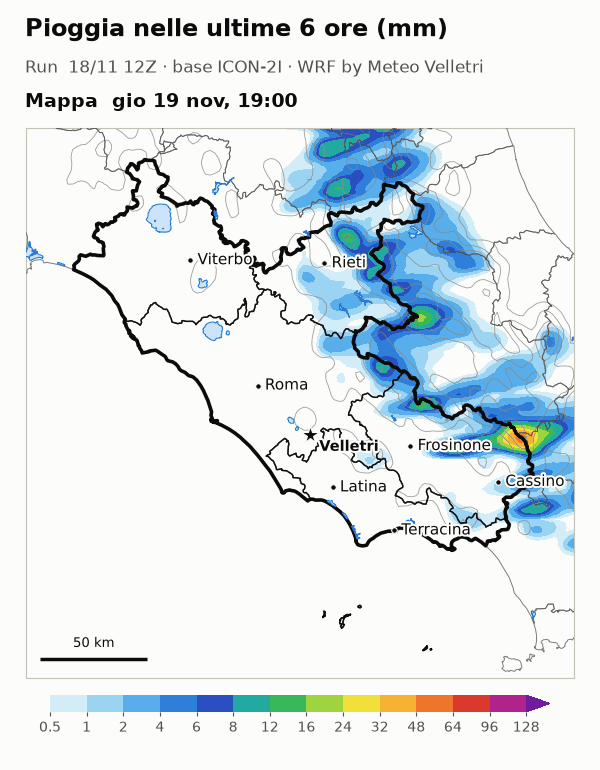 Pioggia nelle ultime 6 ore (mm)
Run  18/11 12Z · base ICON-2I · WRF by Meteo Velletri
Mappa  gio 19 nov, 19:00
Viterbo
Rieti
Roma
Velletri
Frosinone
Latina
Cassino
Terracina
50 km
0.5 1 2 4 6 8 12 16 24 32 48 64 96 128